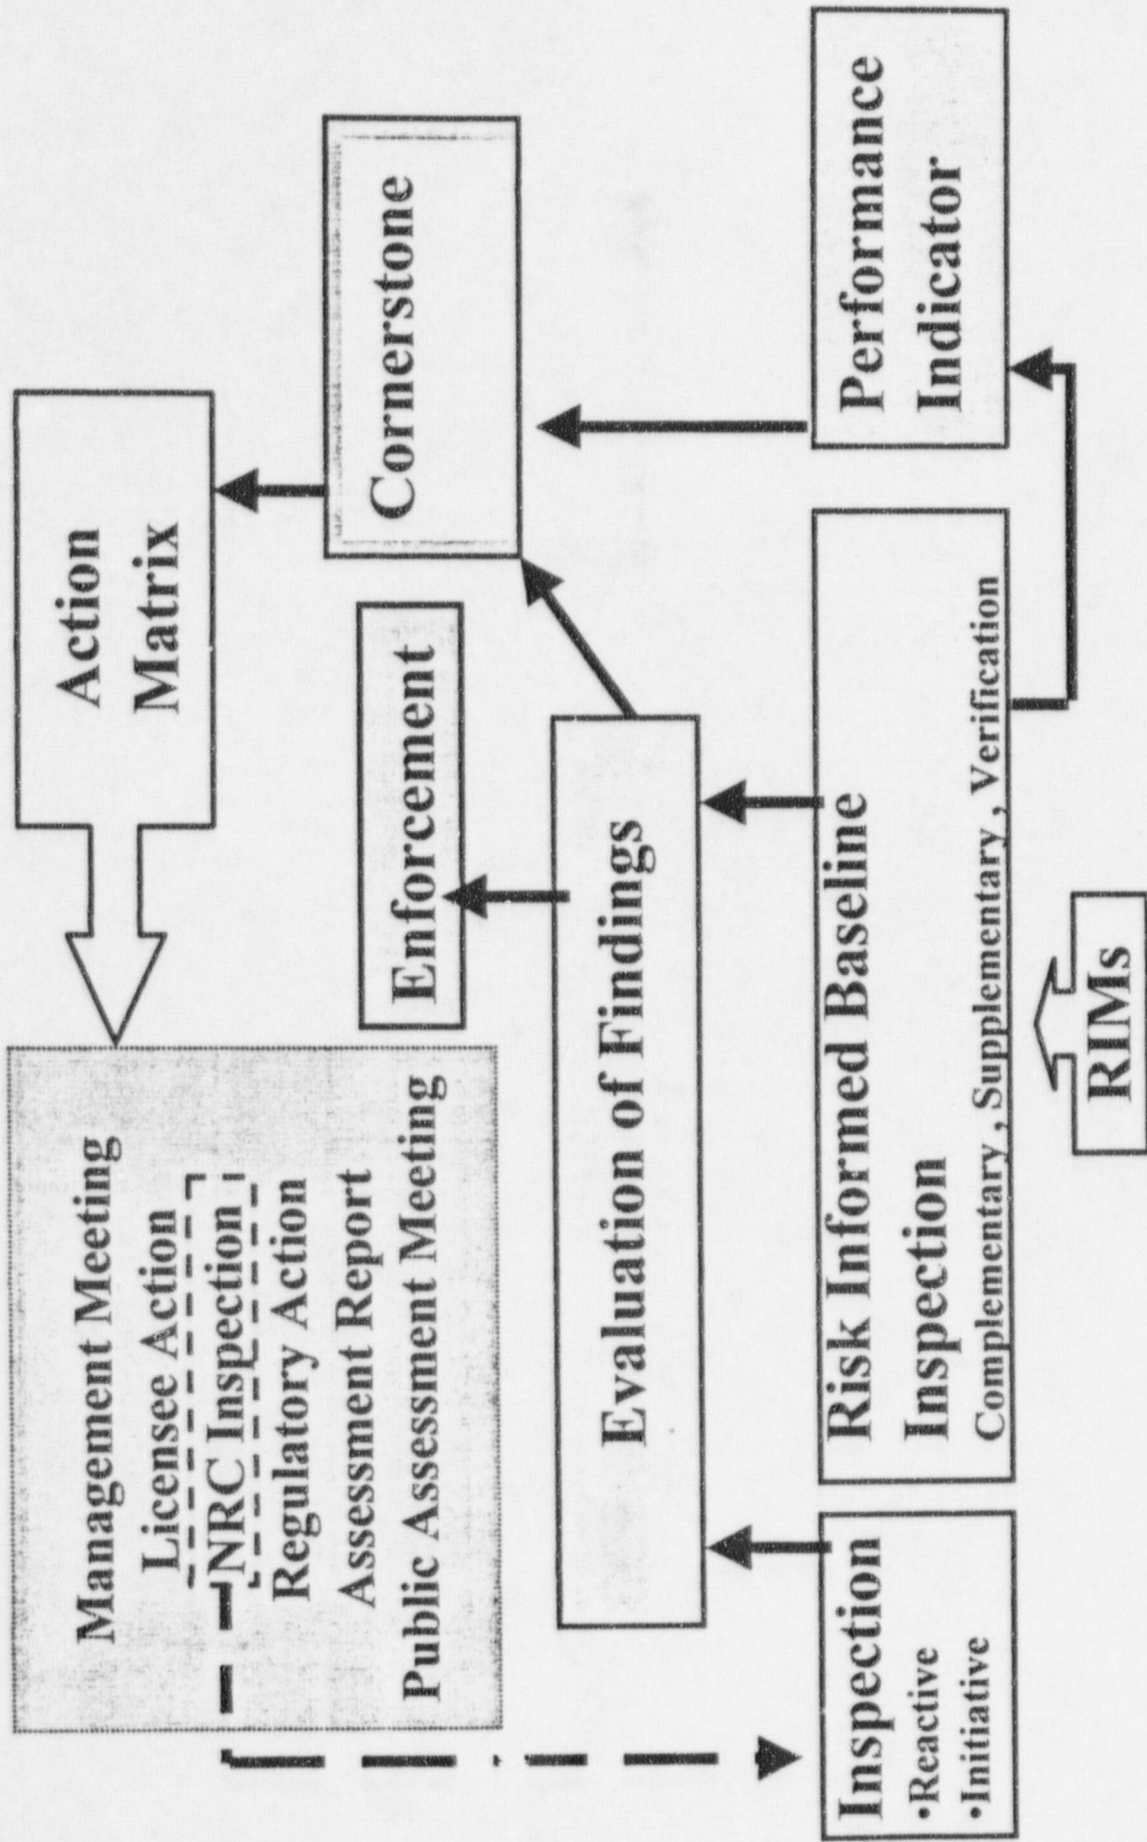 Management Meeting
Licensee Action
NRC Inspection
Regulatory Action
Assessment Report
Public Assessment Meeting
Action
Matrix
Enforcement
Cornerstone
Evaluation of Findings
Inspection
•Reactive
•Initiative
Risk Informed Baseline
Inspection
Complementary , Supplementary , Verification
Performance
Indicator
RIMs